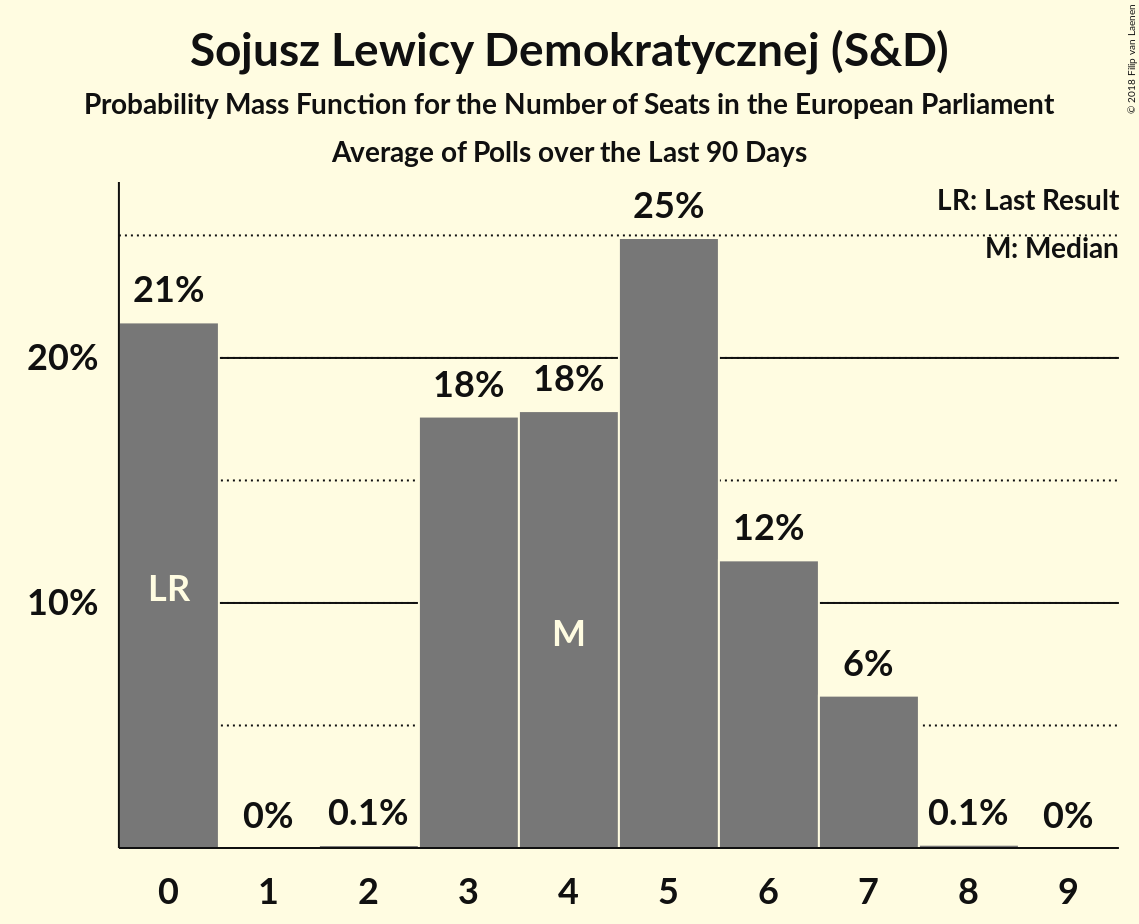 Sojusz Lewicy Demokratycznej (S&D)
Probability Mass Function for the Number of Seats in the European Parliament
Average of Polls over the Last 90 Days
© 2018 Filip van Laenen
LR: Last Result
M: Median
25%
21%
20%
18%
18%
12%
10%
LR
M
6%
0%
0.1%
0.1%
0%
0 1 2 3 4 5 6 7 8 9